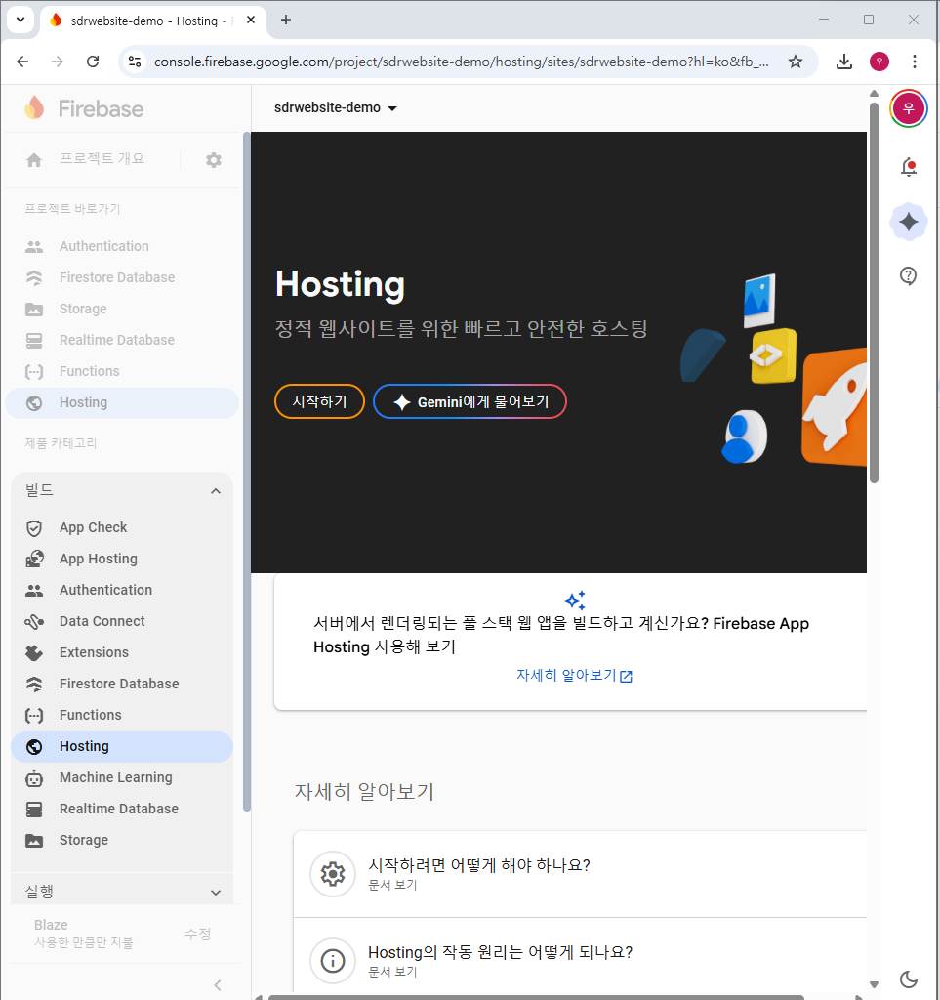 sdrwebsite-demo - Hosting -
console.firebase.google.com/project/sdrwebsite-demo/hosting/sites/sdrwebsite-demo?hl=ko&fb_...
우
Firebase
프로젝트 개요
프로젝트 바로가기
Authentication
Firestore Database
Storage
Realtime Database
Functions
Hosting
제품 카테고리
빌드
App Check
App Hosting
Authentication
Data Connect
Extensions
Firestore Database
Functions
Hosting
Machine Learning
Realtime Database
Storage
실행
Blaze
사용한 만큼만 지불
수정
sdrwebsite-demo
우
Hosting
정적 웹사이트를 위한 빠르고 안전한 호스팅
시작하기
Gemini에게 물어보기
서버에서 렌더링되는 풀 스택 웹 앱을 빌드하고 계신가요? Firebase App
Hosting 사용해 보기
자세히 알아보기
자세히 알아보기
시작하려면 어떻게 해야 하나요?
문서 보기
Hosting의 작동 원리는 어떻게 되나요?
문서 보기